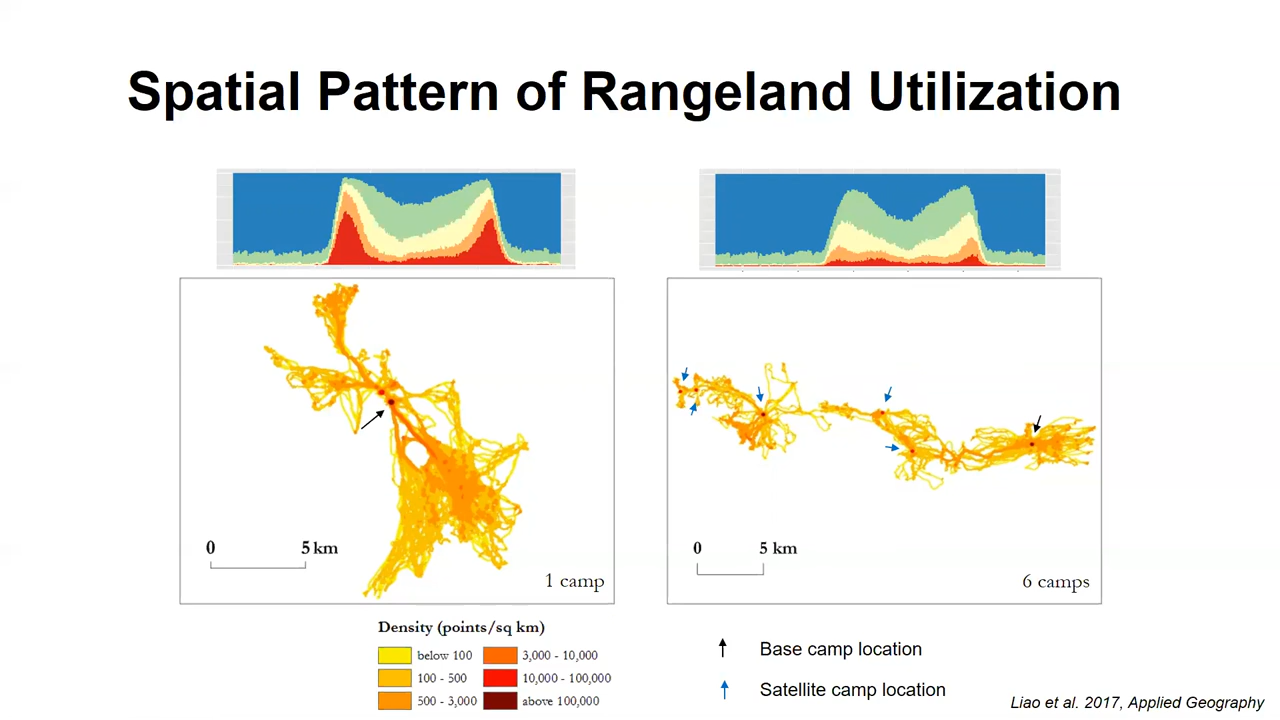 Spatial Pattern of Rangeland Utilization
0 5 km
1 camp
0 5 km
6 camps
Density (points/sq km)
below 100 3,000 - 10,000
100 - 500 10,000 - 100,000
500 - 3,000 above 100,000
Base camp location
Satellite camp location
Liao et al. 2017, Applied Geography